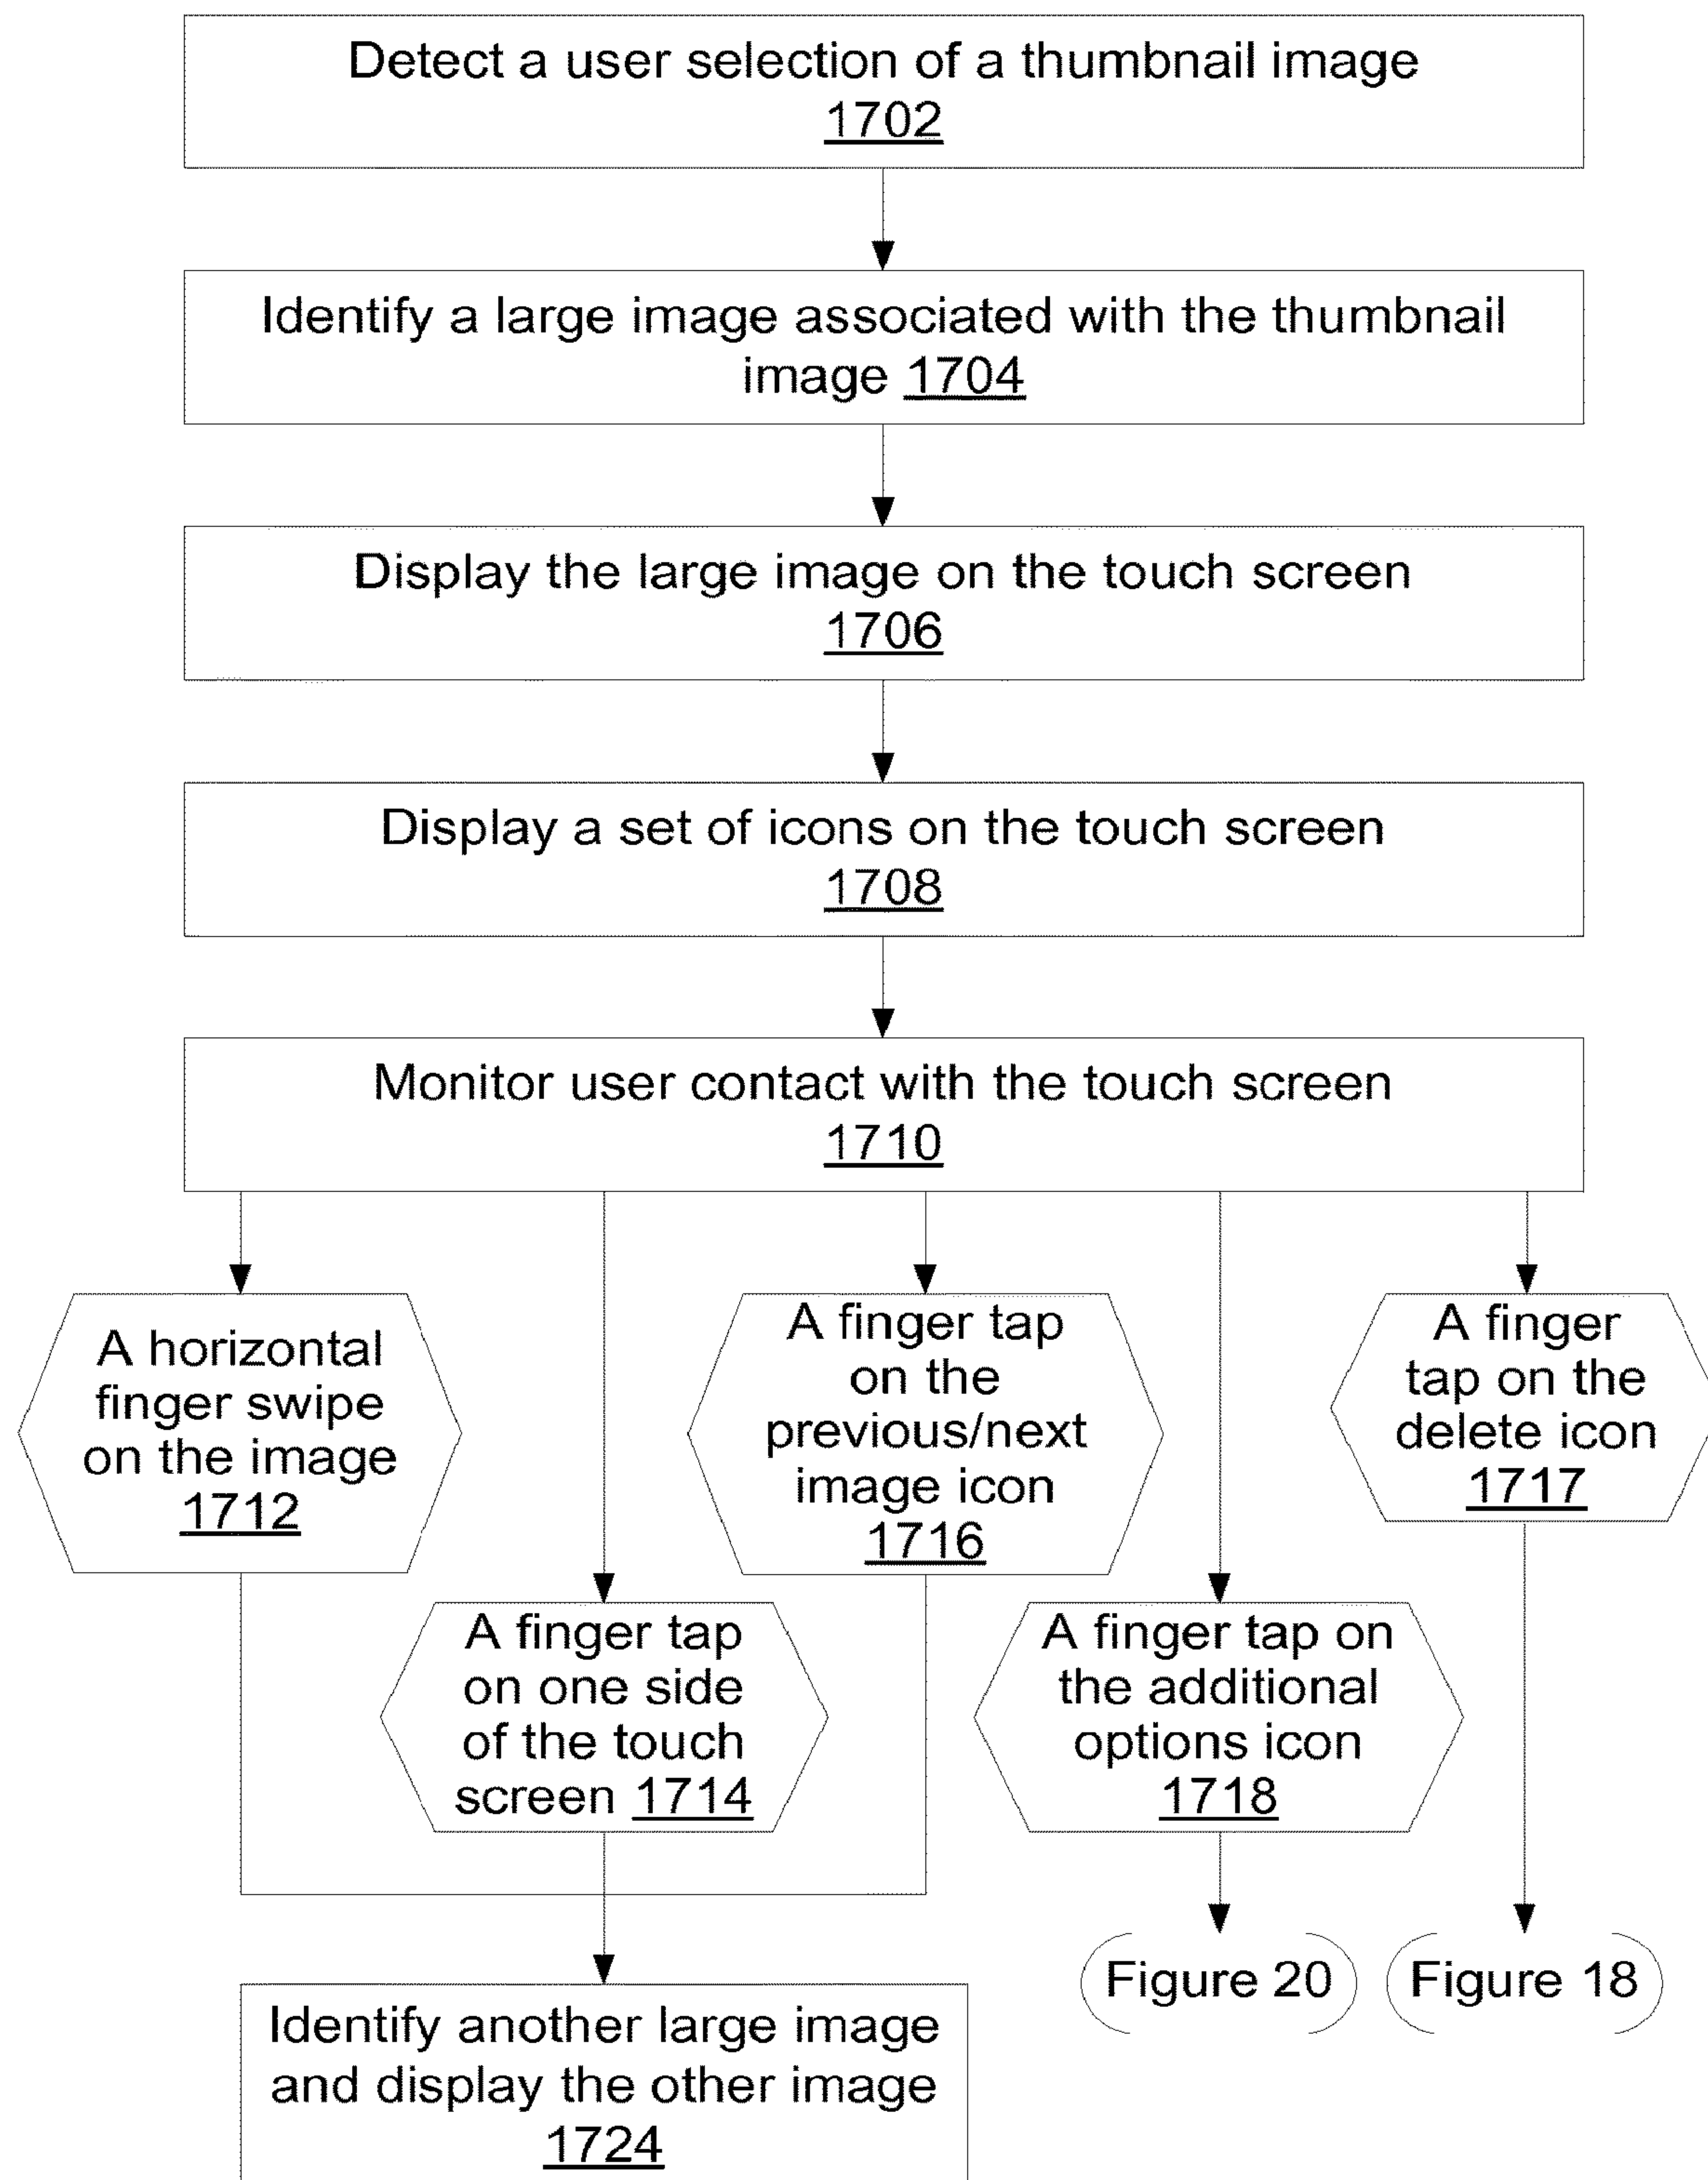 Detect a user selection of a thumbnail image
1702
Identify a large image associated with the thumbnail
image 1704
Display the large image on the touch screen
1706
Display a set of icons on the touch screen
1708
Monitor user contact with the touch screen
1710
A horizontal
finger swipe
on the image
1712
A finger tap
on one side
of the touch
screen 1714
A finger tap
on the
previous/next
image icon
1716
A finger tap on
the additional
options icon
1718
A finger
tap on the
delete icon
1717
Figure 20
Figure 18
Identify another large image
and display the other image
1724